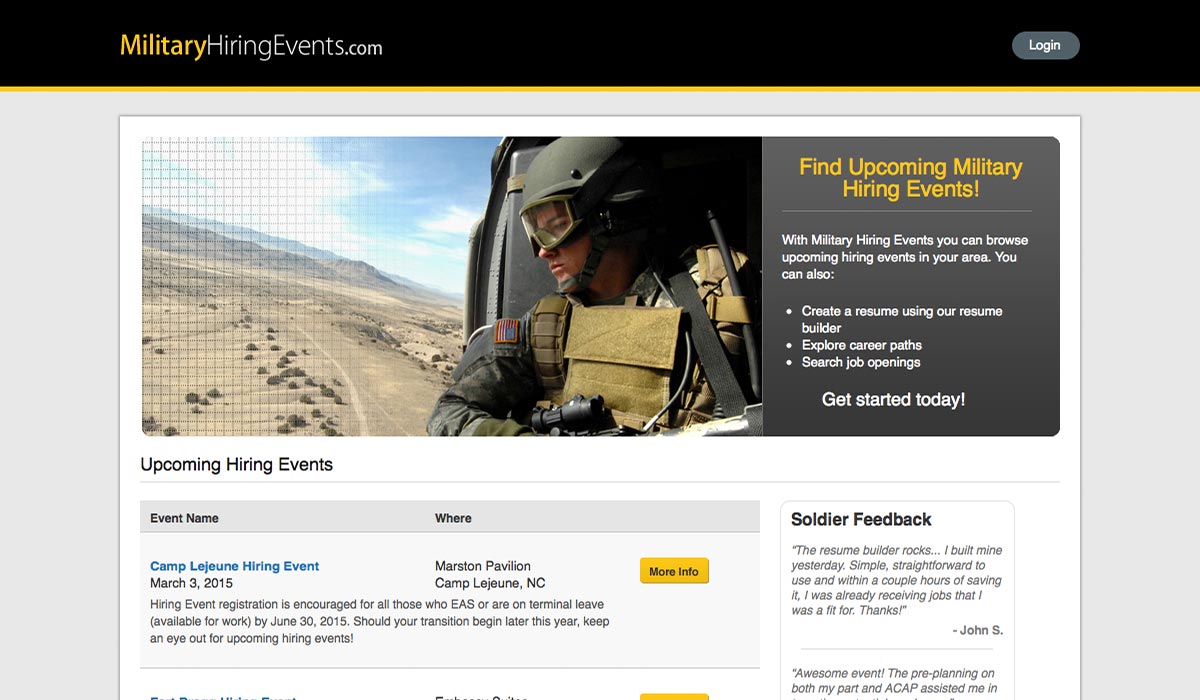 MilitaryHiringEvents.com
Login
Find Upcoming Military
Hiring Events!
With Military Hiring Events you can browse
upcoming hiring events in your area. You
can also:
• Create a resume using our resume
builder
• Explore career paths
• Search job openings
Get started today!
Upcoming Hiring Events
Event Name Where
Camp Lejeune Hiring Event Marston Pavilion
March 3, 2015 Camp Lejeune, NC
More Info
Hiring Event registration is encouraged for all those who EAS or are on terminal leave
(available for work) by June 30, 2015. Should your transition begin later this year, keep
an eye out for upcoming hiring events!
Fort Bragg Hiring Event Embassy Suites
Soldier Feedback
"The resume builder rocks... I built mine
yesterday. Simple, straightforward to
use and within a couple hours of saving
it, I was already receiving jobs that I
was a fit for. Thanks!"
- John S.
"Awesome event! The pre-planning on
both my part and ACAP assisted me in